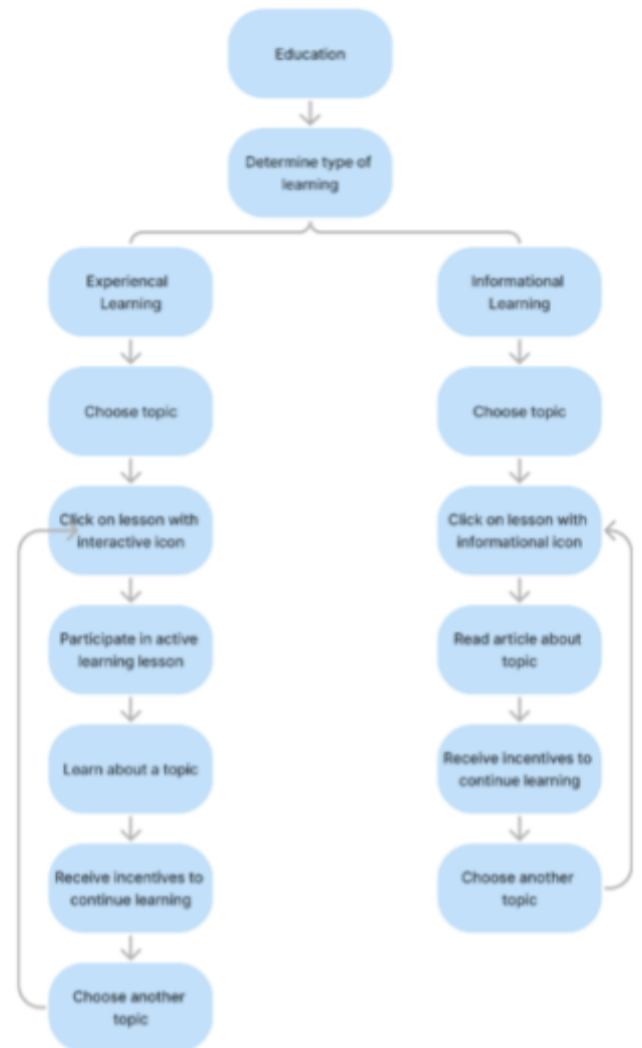 Education
Determine type of
learning
Experiencal
Learning
Choose topic
Click on lesson with
interactive icon
Participate in active
learning lesson
Learn about a topic
Receive incentives to
continue learning
Choose another
topic
Informational
Learning
Choose topic
Click on lesson with
informational icon
Read article about
topic
Receive incentives to
continue learning
Choose another
topic